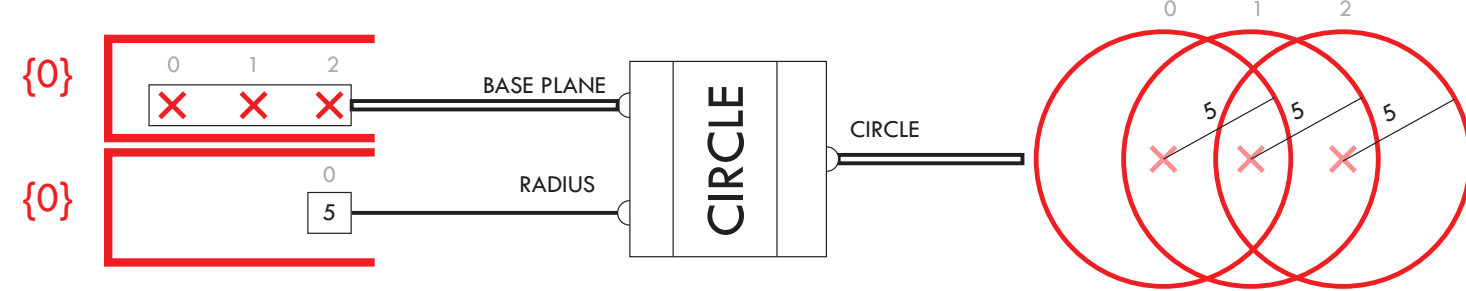 {0}
0 1 2
BASE PLANE
{0}
0
5
RADIUS
CIRCLE
CIRCLE
0 1 2
5 5 5